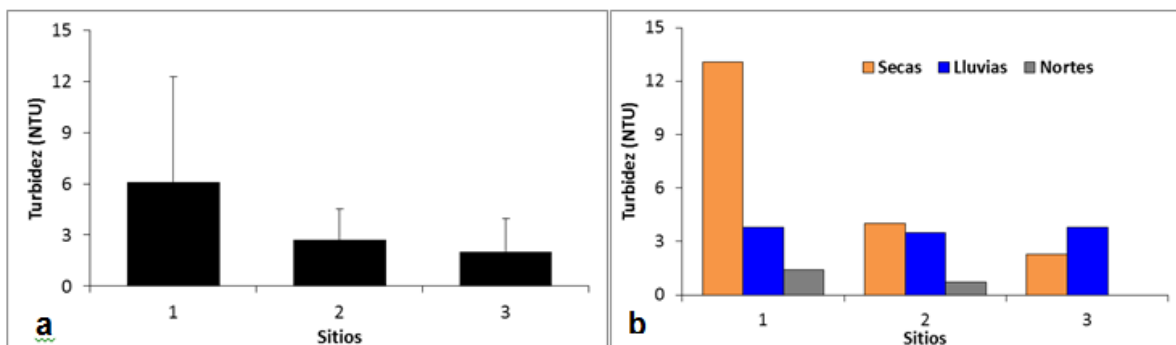 15
12
9
6
3
0
Turbidez (NTU)
1 2 3
Sitios
a
15
12
9
6
3
0
Turbidez (NTU)
Secas Lluvias Nortes
1 2 3
Sitios
b